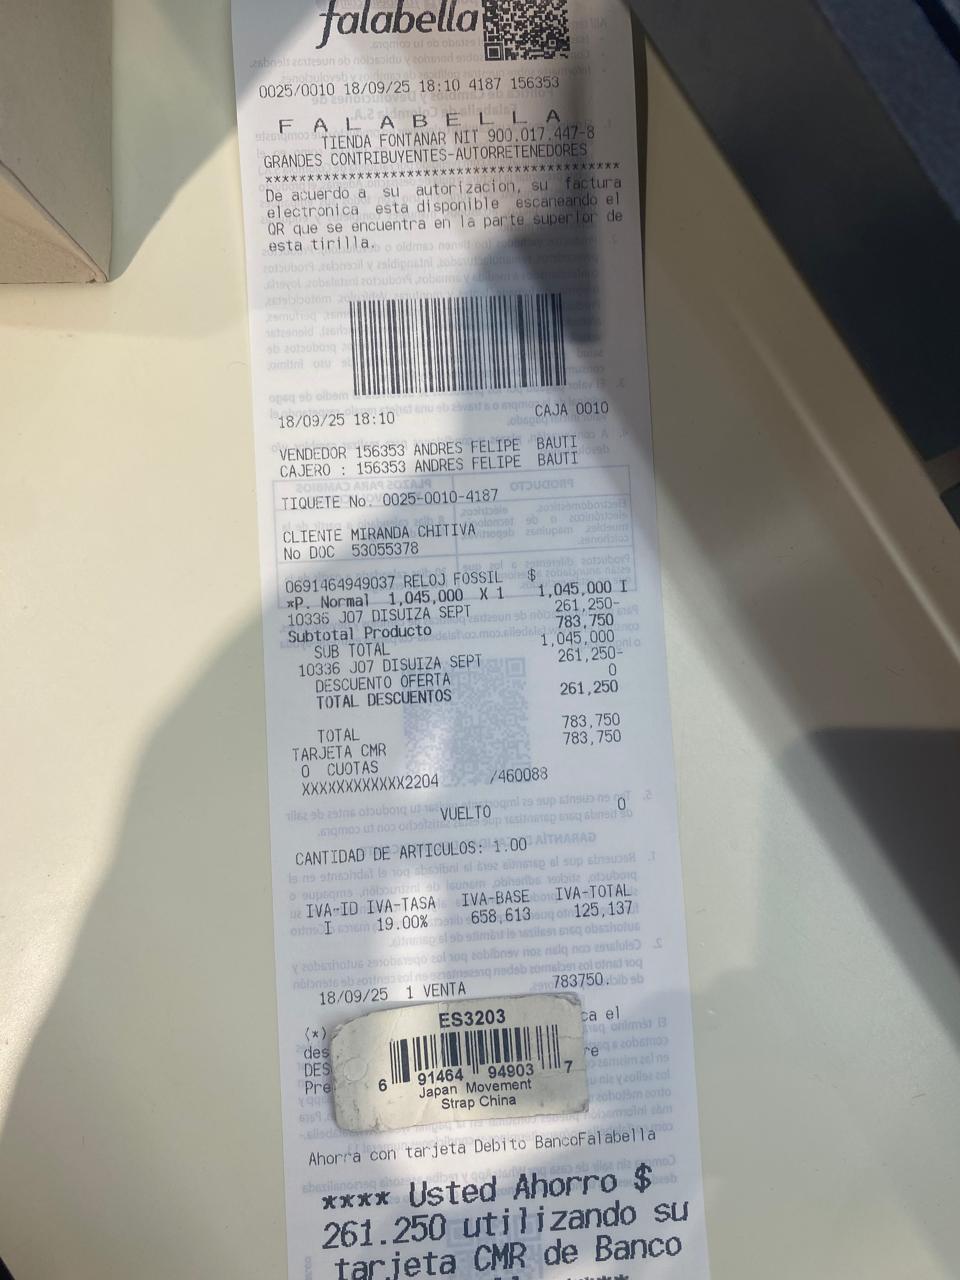 falabella
0025/0010 18/09/25 18:10 4187 156353
F A L A B E L L A
TIENDA FONTANAR NIT 900.017.447-8
GRANDES CONTRIBUYENTES-AUTORRETENEDORES
******************************************
De acuerdo a su autorizacion, su factura
electronica esta disponible escaneando el
QR que se encuentra en la parte superior de
esta tirilla.
18/09/25 18:10 CAJA 0010
VENDEDOR 156353 ANDRES FELIPE BAUTI
CAJERO : 156353 ANDRES FELIPE BAUTI
TIQUETE No. 0025-0010-4187
CLIENTE MIRANDA CHITIVA
No DOC 53055378
0691464949037 RELOJ FOSSIL $
*P. Normal 1,045,000 X 1 1,045,000 I
10336 J07 DISUIZA SEPT 261,250-
Subtotal Producto 783,750
SUB TOTAL 1,045,000
10336 J07 DISUIZA SEPT 261,250-
DESCUENTO OFERTA 0
TOTAL DESCUENTOS 261,250
TOTAL 783,750
TARJETA CMR 783,750
0 CUOTAS
XXXXXXXXXXXX2204 /460088
VUELTO 0
CANTIDAD DE ARTICULOS: 1.00
IVA-ID IVA-TASA IVA-BASE IVA-TOTAL
I 19.00% 658,613 125,137
18/09/25 1 VENTA 783750.
(*) ca el
des
DES re
Pre
ES3203
6 91464 94903 7
Japan Movement
Strap China
Ahorra con tarjeta Debito BancoFalabella
**** Usted Ahorro $
261.250 utilizando su
tarjeta CMR de Banco